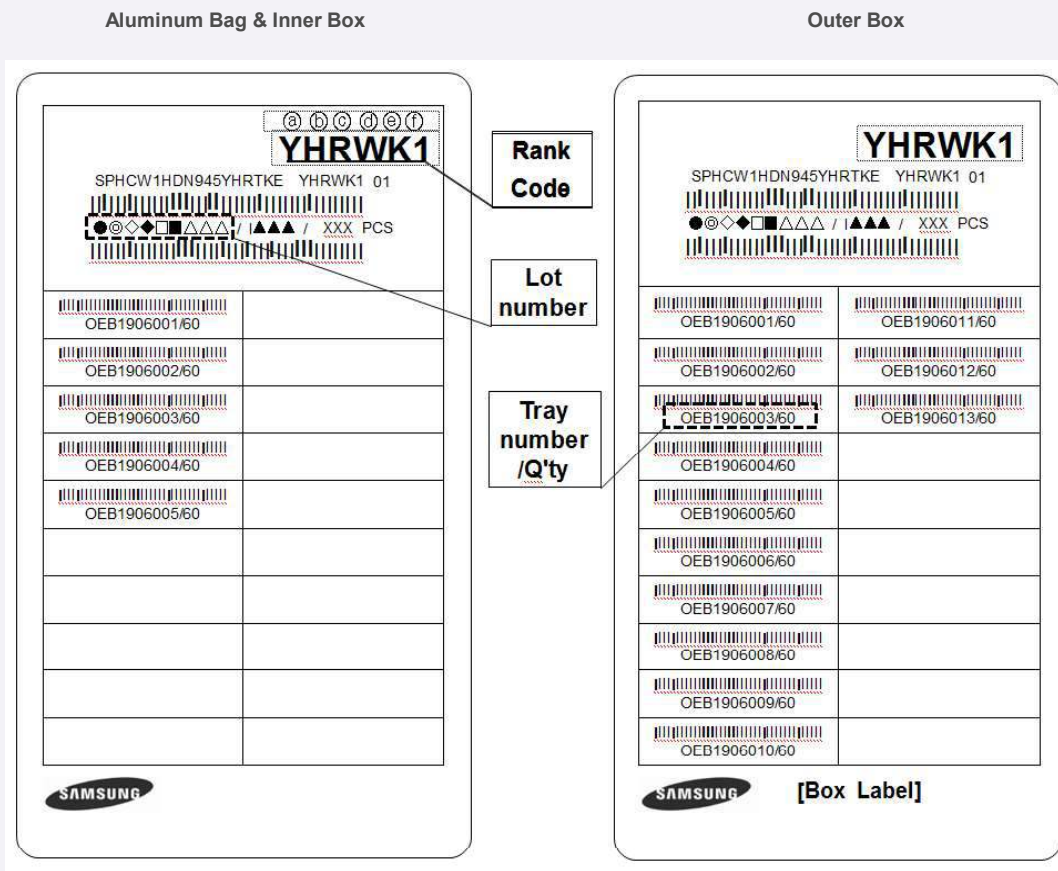 Aluminum Bag & Inner Box
ⓐ ⓑ ⓒ ⓓ ⓔ ⓕ
YHRWK1
SPHCW1HDN945YHRTKE YHRWK1 01
●◎◇◆□■△△△ / I▲▲▲ / XXX PCS
OEB1906001/60
OEB1906002/60
OEB1906003/60
OEB1906004/60
OEB1906005/60
SAMSUNG
Rank
Code
Lot
number
Tray
number
/Q'ty
Outer Box
YHRWK1
SPHCW1HDN945YHRTKE YHRWK1 01
●◎◇◆□■△△△ / I▲▲▲ / XXX PCS
OEB1906001/60 OEB1906011/60
OEB1906002/60 OEB1906012/60
OEB1906003/60 OEB1906013/60
OEB1906004/60
OEB1906005/60
OEB1906006/60
OEB1906007/60
OEB1906008/60
OEB1906009/60
OEB1906010/60
SAMSUNG [Box Label]